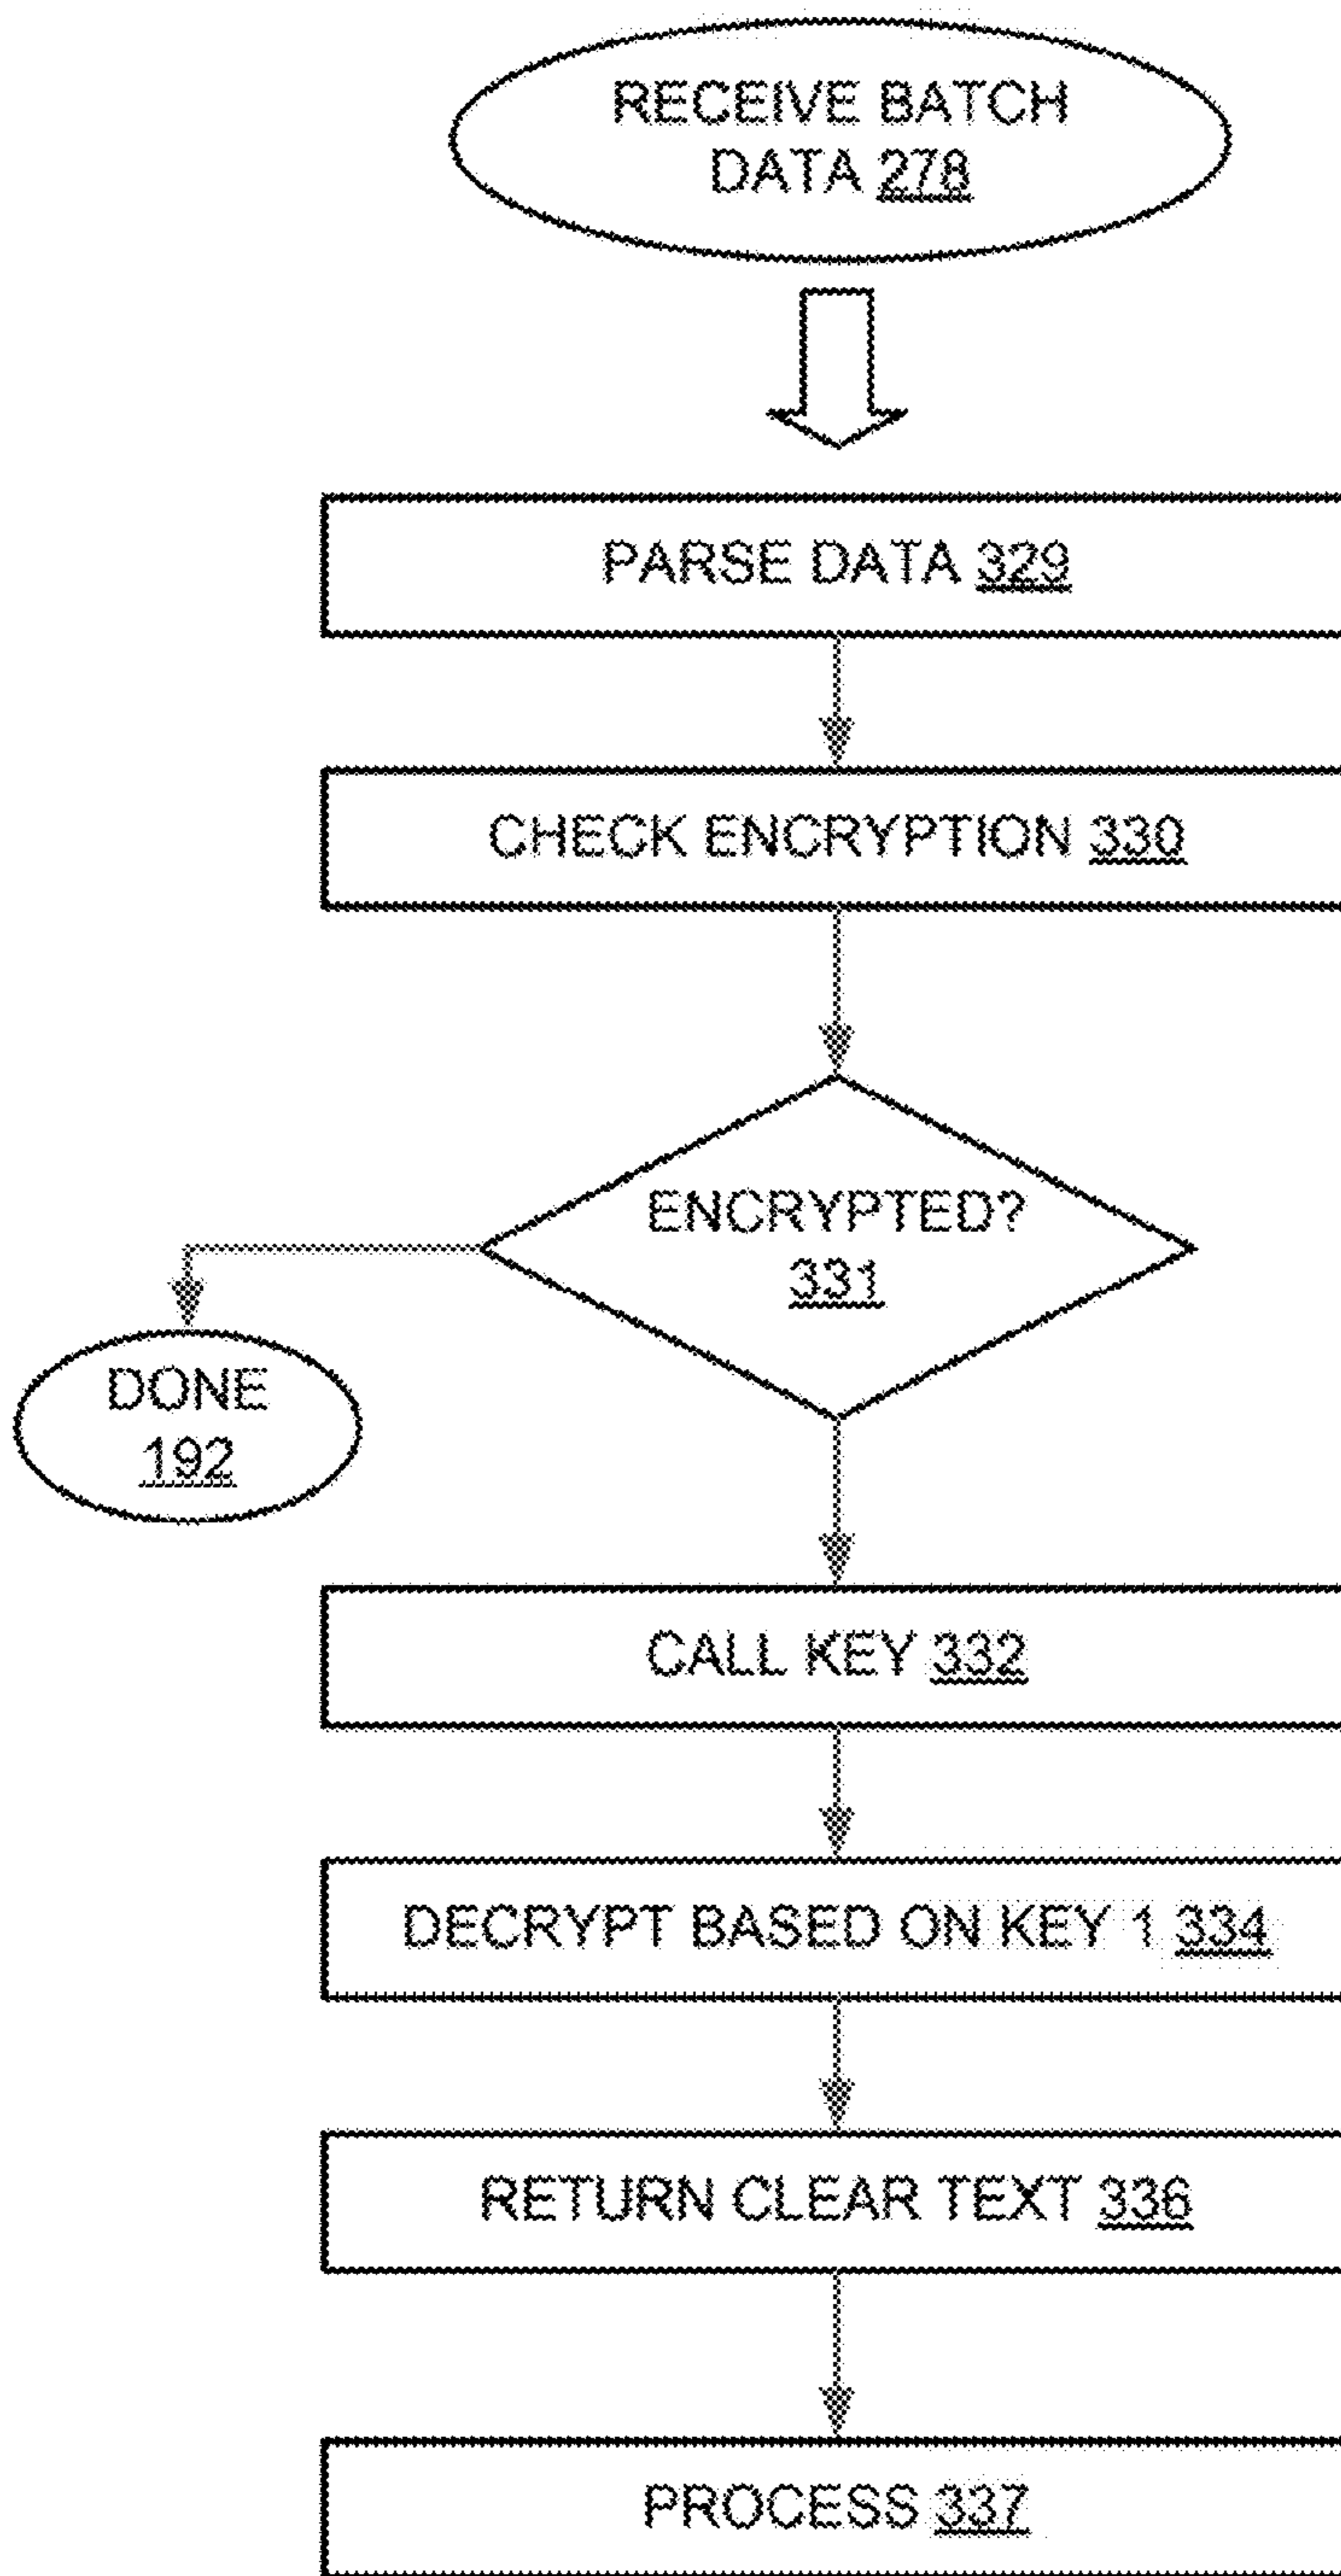 RECEIVE BATCH
DATA 278
PARSE DATA 329
CHECK ENCRYPTION 330
ENCRYPTED?
331
DONE
192
CALL KEY 332
DECRYPT BASED ON KEY 1 334
RETURN CLEAR TEXT 336
PROCESS 337